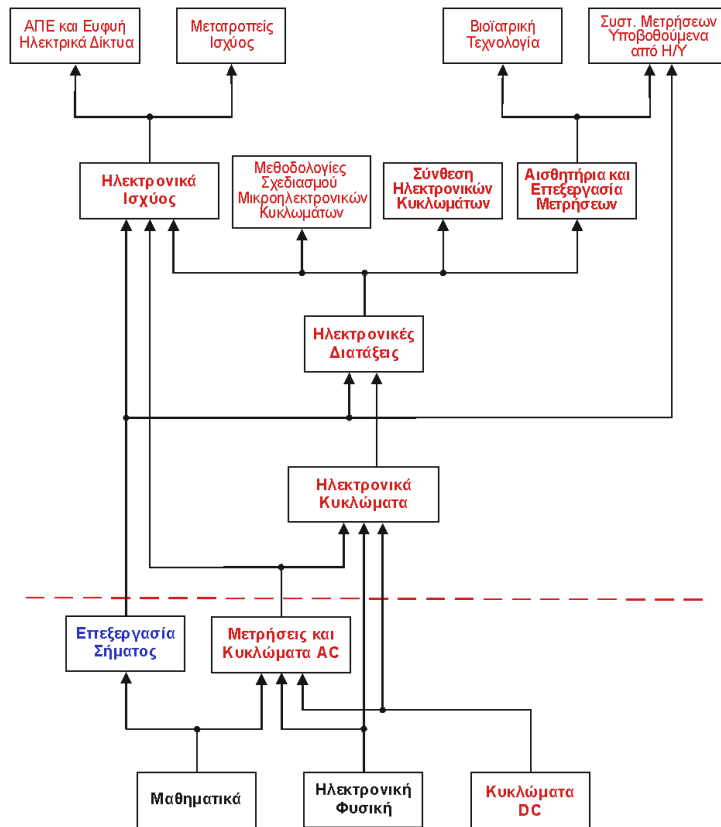 ΑΠΕ και Ευφυή
Ηλεκτρικά Δίκτυα
Μετατροπείς
Ισχύος
Βιοϊατρική
Τεχνολογία
Συστ. Μετρήσεων
Υποβοθούμενα
από Η/Υ
Ηλεκτρονικά
Ισχύος
Μεθοδολογίες
Σχεδιασμού
Μικροηλεκτρονικών
Κυκλωμάτων
Σύνθεση
Ηλεκτρονικών
Κυκλωμάτων
Αισθητήρια και
Επεξεργασία
Μετρήσεων
Ηλεκτρονικές
Διατάξεις
Ηλεκτρονικά
Κυκλώματα
Επεξεργασία
Σήματος
Μετρήσεις και
Κυκλώματα AC
Μαθηματικά
Ηλεκτρονική
Φυσική
Κυκλώματα
DC